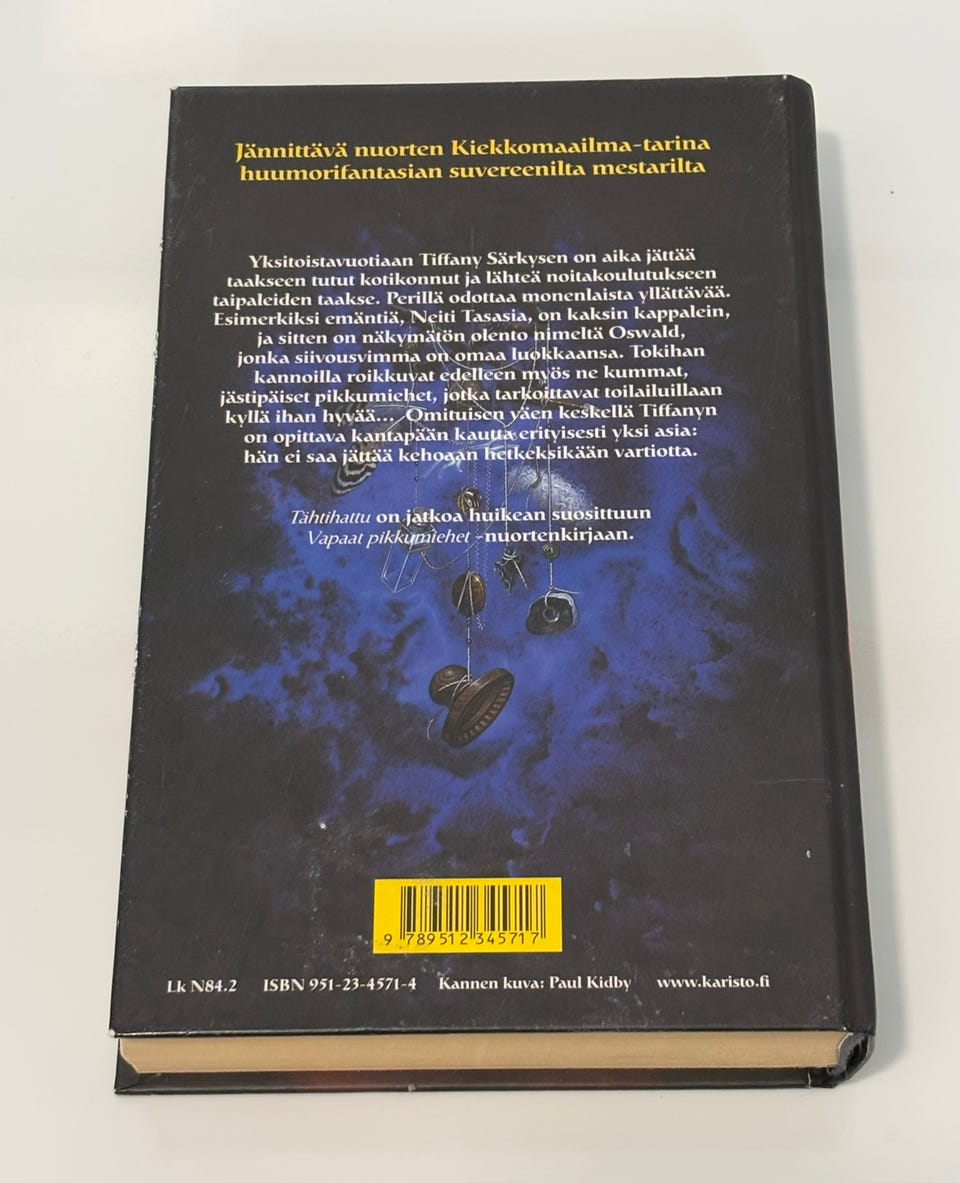 Jännittävä nuorten Kiekkomaailma-tarina
huumorifantasian suvereenilta mestarilta
Yksitoistavuotiaan Tiffany Särkysen on aika jättää
taakseen tutut kotikonnut ja lähteä noitakoulutukseen
taipaleiden taakse. Perillä odottaa monenlaista yllättävää.
Esimerkiksi emäntiä, Neiti Tasasia, on kaksin kappalein,
ja sitten on näkymätön olento nimeltä Oswald,
jonka siivousvimma on omaa luokkaansa. Tokihan
kannoilla roikkuvat edelleen myös ne kummat,
jästipäiset pikkumiehet, jotka tarkoittavat toilailuillaan
kyllä ihan hyvää... Omituisen väen keskellä Tiffanyn
on opittava kantapään kautta erityisesti yksi asia:
hän ei saa jättää kehoaan hetkeksikään vartiotta.
Tähtihattu on jatkoa huikean suosittuun
Vapaat pikkumiehet -nuortenkirjaan.
9 789512 345717
Lk N84.2 ISBN 951-23-4571-4 Kannen kuva: Paul Kidby www.karisto.fi